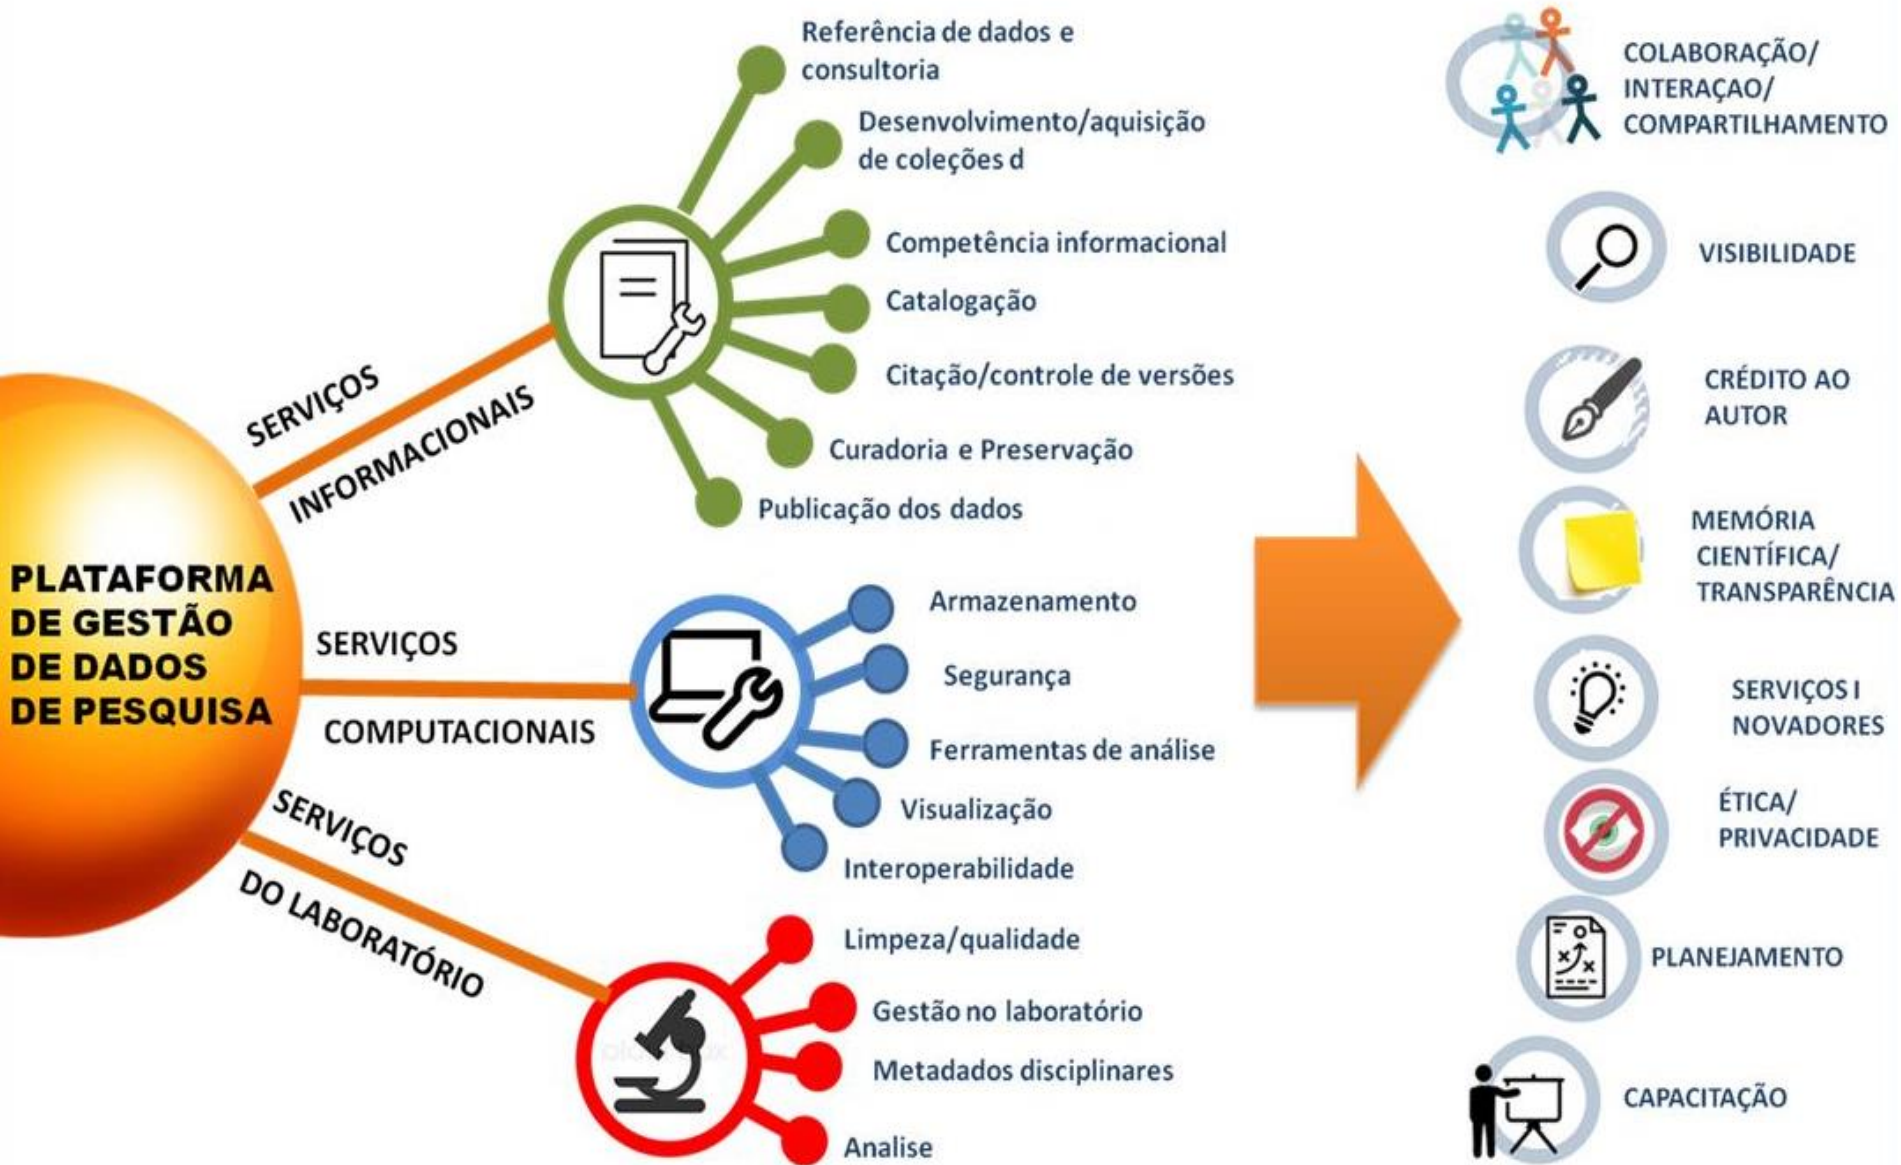 PLATAFORMA
DE GESTÃO
DE DADOS
DE PESQUISA
SERVIÇOS
INFORMACIONAIS
Referência de dados e
consultoria
Desenvolvimento/aquisição
de coleções d
Competência informacional
Catalogação
Citação/controle de versões
Curadoria e Preservação
Publicação dos dados
SERVIÇOS
COMPUTACIONAIS
Armazenamento
Segurança
Ferramentas de análise
Visualização
Interoperabilidade
SERVIÇOS
DO LABORATÓRIO
Limpeza/qualidade
Gestão no laboratório
Metadados disciplinares
Analise
COLABORAÇÃO/
INTERAÇAO/
COMPARTILHAMENTO
VISIBILIDADE
CRÉDITO AO
AUTOR
MEMÓRIA
CIENTÍFICA/
TRANSPARÊNCIA
SERVIÇOS I
NOVADORES
ÉTICA/
PRIVACIDADE
PLANEJAMENTO
CAPACITAÇÃO